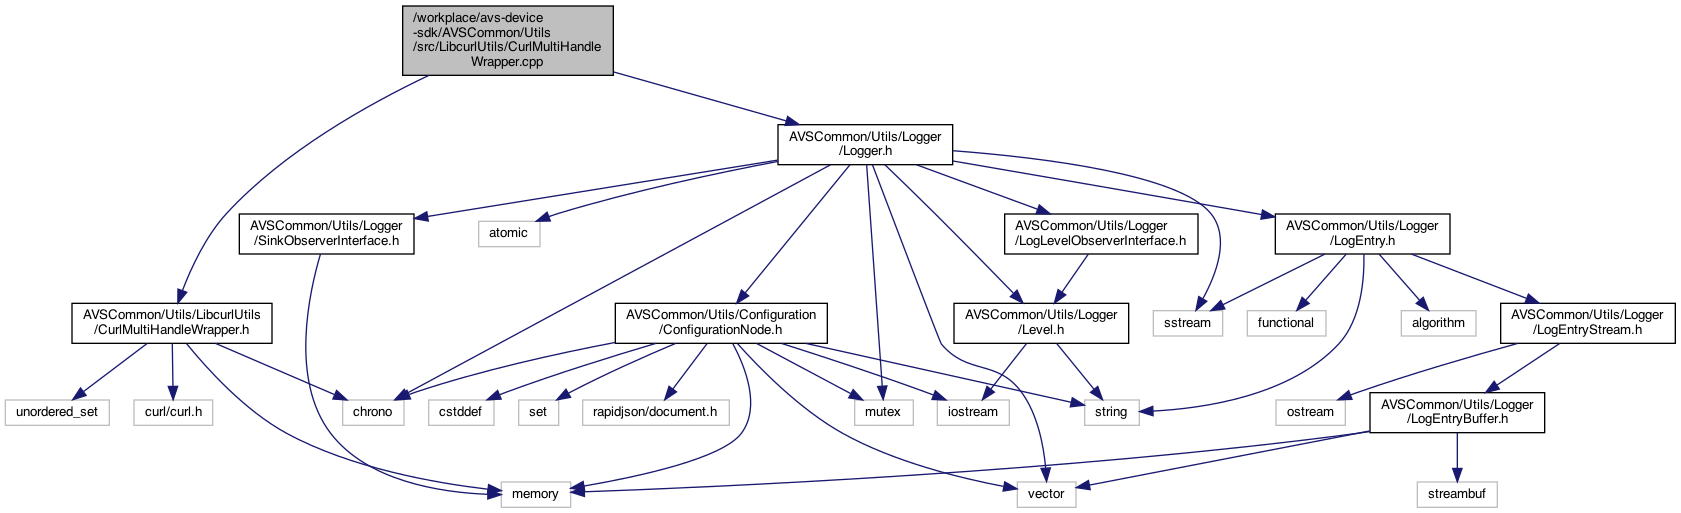 /workplace/avs-device
-sdk/AVSCommon/Utils
/src/LibcurlUtils/CurlMultiHandle
Wrapper.cpp
AVSCommon/Utils/Logger
/Logger.h
AVSCommon/Utils/Logger
/SinkObserverInterface.h
atomic
AVSCommon/Utils/Logger
/LogLevelObserverInterface.h
AVSCommon/Utils/Logger
/LogEntry.h
AVSCommon/Utils/LibcurlUtils
/CurlMultiHandleWrapper.h
AVSCommon/Utils/Configuration
/ConfigurationNode.h
AVSCommon/Utils/Logger
/Level.h
sstream
functional
algorithm
AVSCommon/Utils/Logger
/LogEntryStream.h
unordered_set
curl/curl.h
chrono
cstddef
set
rapidjson/document.h
mutex
iostream
string
ostream
AVSCommon/Utils/Logger
/LogEntryBuffer.h
memory
vector
streambuf